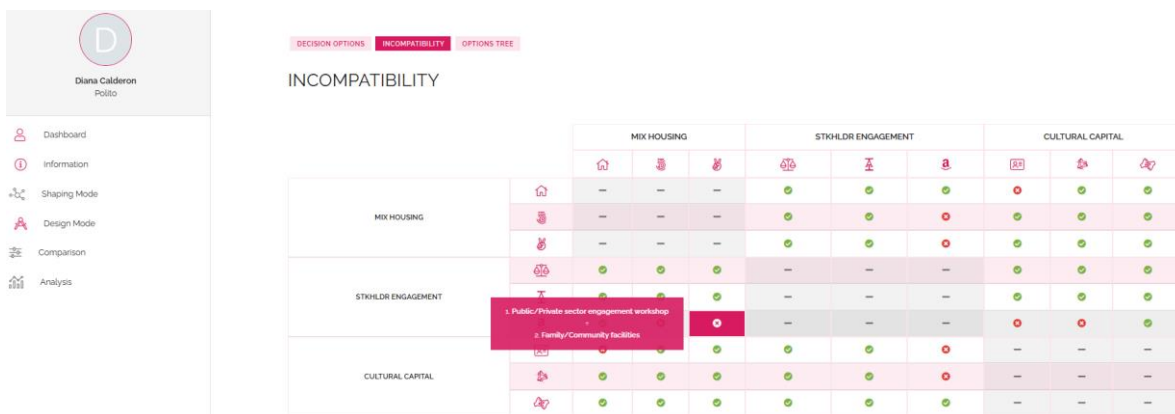 D
Diana Calderon
Polito
Dashboard
Information
Shaping Mode
Design Mode
Comparison
Analysis
DECISION OPTIONS INCOMPATIBILITY OPTIONS TREE
INCOMPATIBILITY
MIX HOUSING STKHLDR ENGAGEMENT CULTURAL CAPITAL
MIX HOUSING
STKHLDR ENGAGEMENT
1. Public/Private sector engagement workshop
+
2. Family/Community facilities
CULTURAL CAPITAL